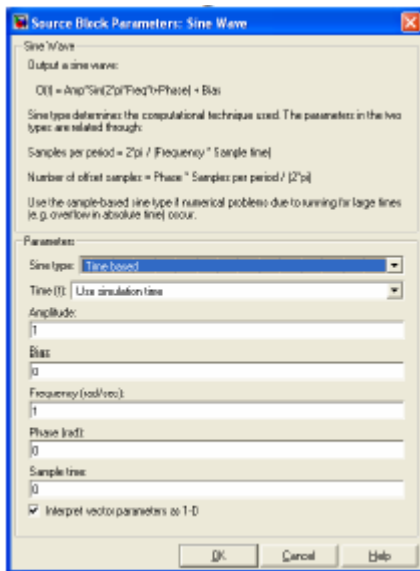 Source Block Parameters: Sine Wave
Sine Wave
Output a sine wave:
O(t) = Amp*Sin(2*pi*Freq*t+Phase) + Bias
Sine type determines the computational technique used. The parameters in the two
types are related through:
Samples per period = 2*pi / (Frequency * Sample time)
Number of offset samples = Phase * Samples per period / (2*pi)
Use the sample-based sine type if numerical problems due to running for large times
(e.g. overflow in absolute time) occur.
Parameters
Sine type: Time based
Time (t): Use simulation time
Amplitude:
1
Bias:
0
Frequency (rad/sec):
1
Phase (rad):
0
Sample time:
0
Interpret vector parameters as 1-D
OK Cancel Help